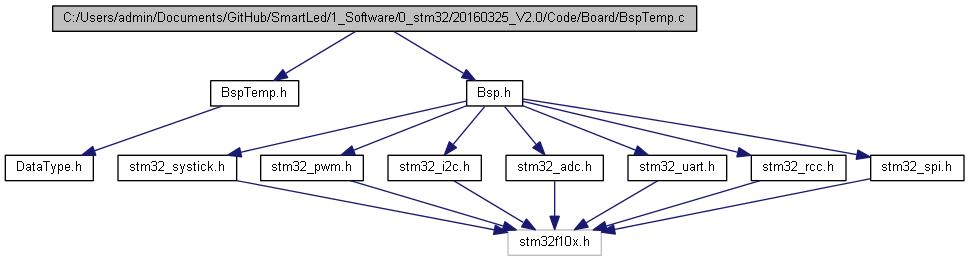 C:/Users/admin/Documents/GitHub/SmartLed/1_Software/0_stm32/20160325_V2.0/Code/Board/BspTemp.c
BspTemp.h
Bsp.h
DataType.h
stm32_systick.h
stm32_pwm.h
stm32_i2c.h
stm32_adc.h
stm32_uart.h
stm32_rcc.h
stm32_spi.h
stm32f10x.h